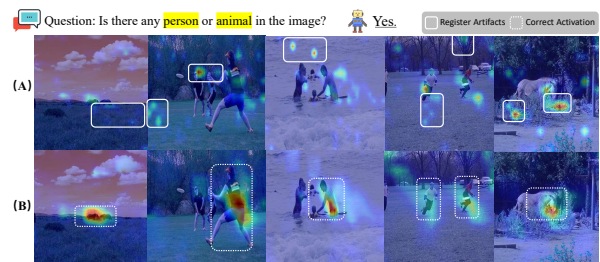 Question: Is there any person or animal in the image? Yes.
Register Artifacts Correct Activation
(A)
(B)